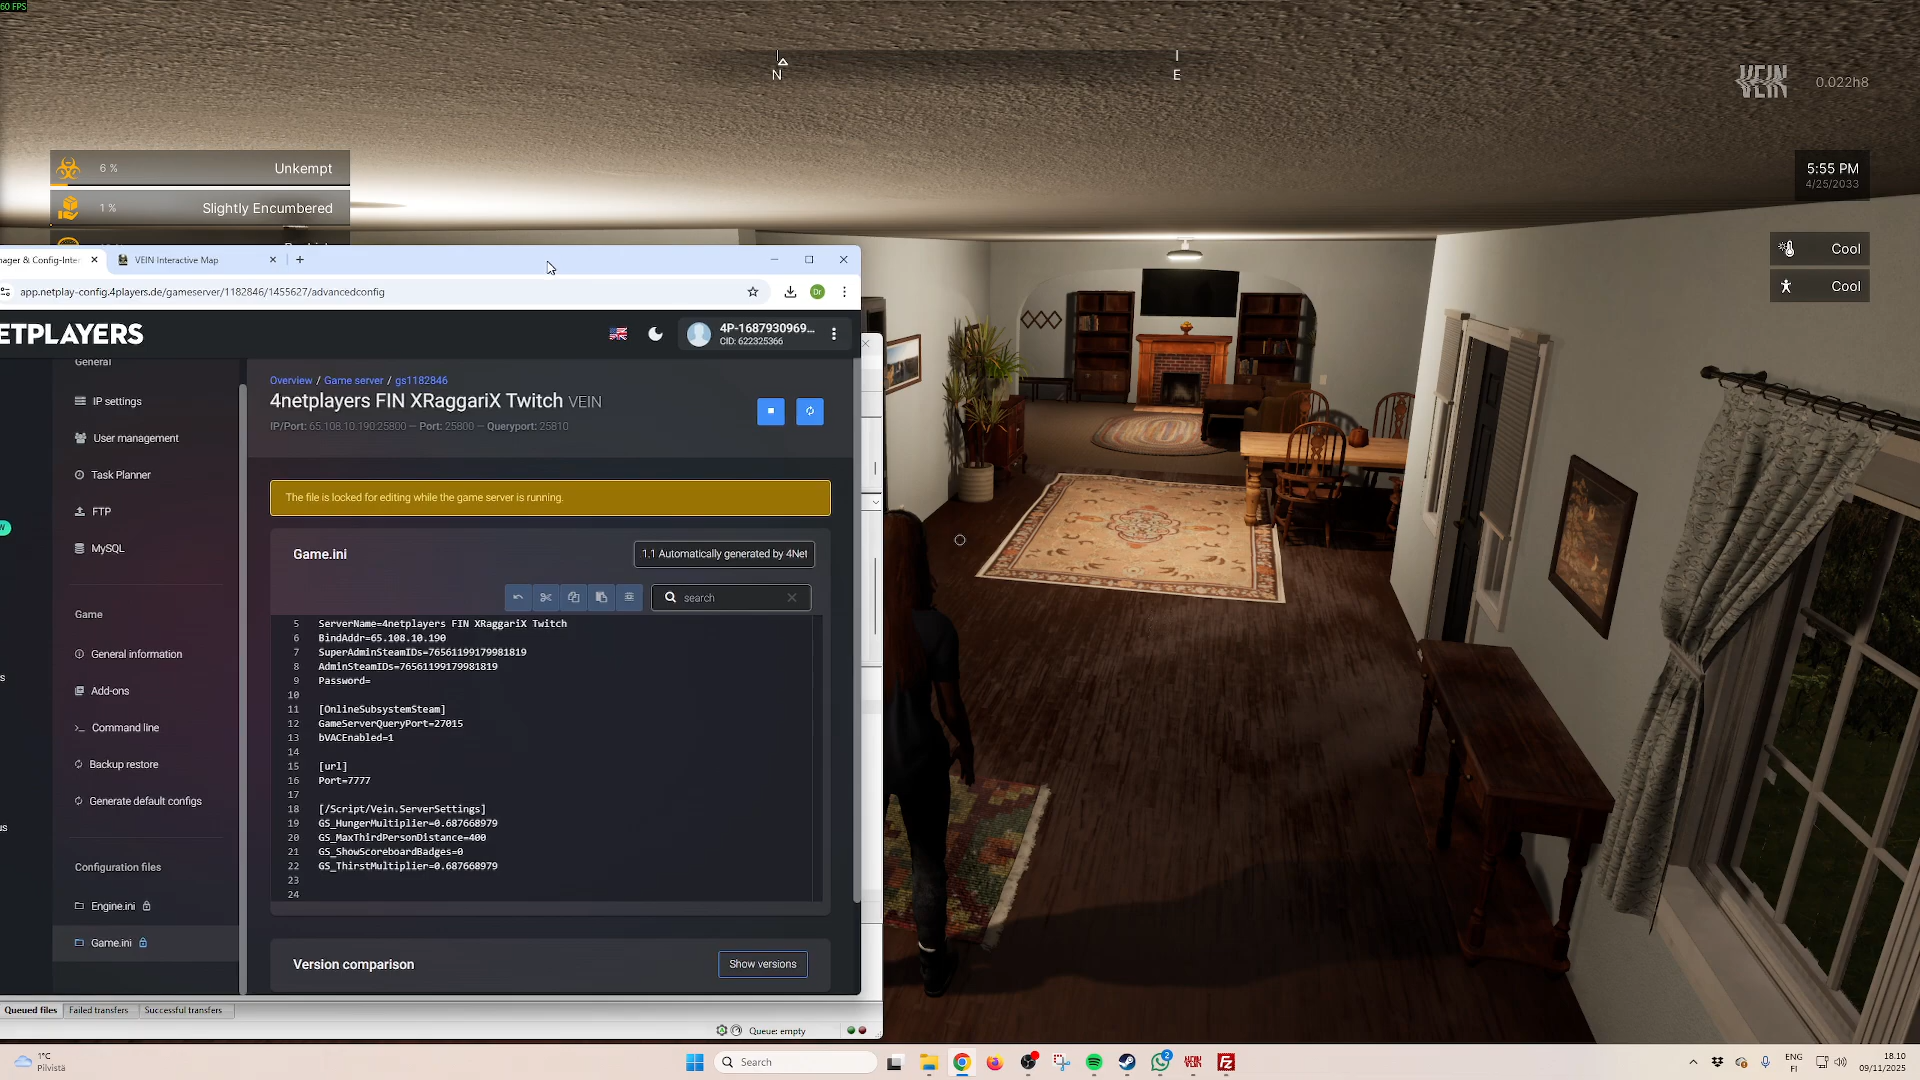 60 FPS
N
E
VEIN
0.022h8
6 %
Unkempt
1 %
Slightly Encumbered
5:55 PM
4/25/2033
Cool
Cool
ager & Config-Inter
VEIN Interactive Map
app.netplay-config.4players.de/gameserver/1182846/1455627/advancedconfig
Dr
ETPLAYERS
4P-1687930969...
CID: 622325366
General
IP settings
User management
Task Planner
FTP
MySQL
Game
General information
Add-ons
Command line
Backup restore
Generate default configs
Configuration files
Engine.ini
Game.ini
Overview / Game server / gs1182846
4netplayers FIN XRaggariX Twitch VEIN
IP/Port: 65.108.10.190:25800 — Port: 25800 — Queryport: 25810
The file is locked for editing while the game server is running.
Game.ini
1.1 Automatically generated by 4Net
search
5 ServerName=4netplayers FIN XRaggariX Twitch
6 BindAddr=65.108.10.190
7 SuperAdminSteamIDs=76561199179981819
8 AdminSteamIDs=76561199179981819
9 Password=
10
11 [OnlineSubsystemSteam]
12 GameServerQueryPort=27015
13 bVACEnabled=1
14
15 [url]
16 Port=7777
17
18 [/Script/Vein.ServerSettings]
19 GS_HungerMultiplier=0.687668979
20 GS_MaxThirdPersonDistance=400
21 GS_ShowScoreboardBadges=0
22 GS_ThirstMultiplier=0.687668979
23
24
Version comparison
Show versions
Queued files
Failed transfers
Successful transfers
Queue: empty
1°C
Pilvistä
Search
2
ENG
FI
18.10
09/11/2025